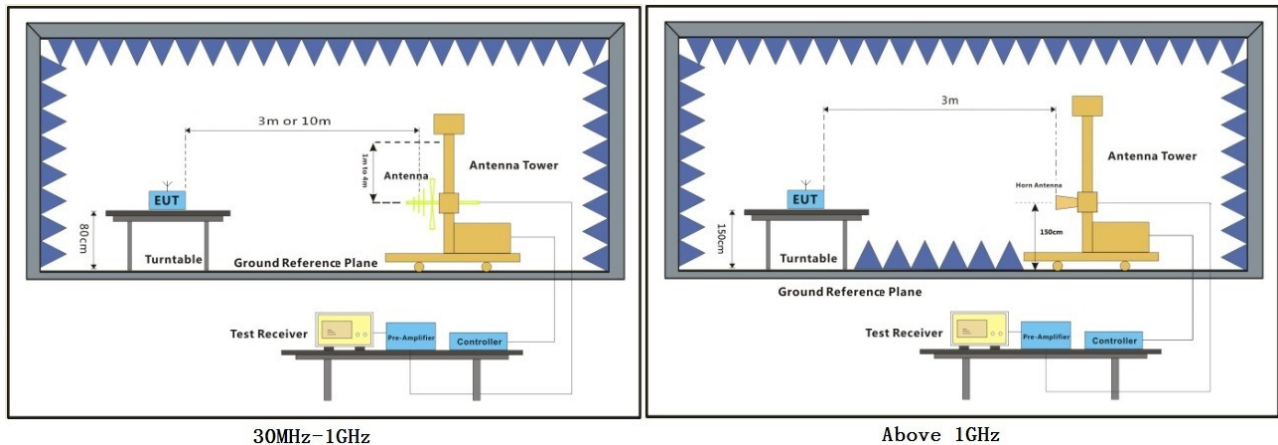 3m or 10m
1m to 4m
Antenna
Antenna Tower
EUT
80cm
Turntable
Ground Reference Plane
Test Receiver
Pre-Amplifier
Controller
30MHz-1GHz
3m
Antenna Tower
Horn Antenna
EUT
150cm
150cm
Turntable
Ground Reference Plane
Test Receiver
Pre-Amplifier
Controller
Above 1GHz